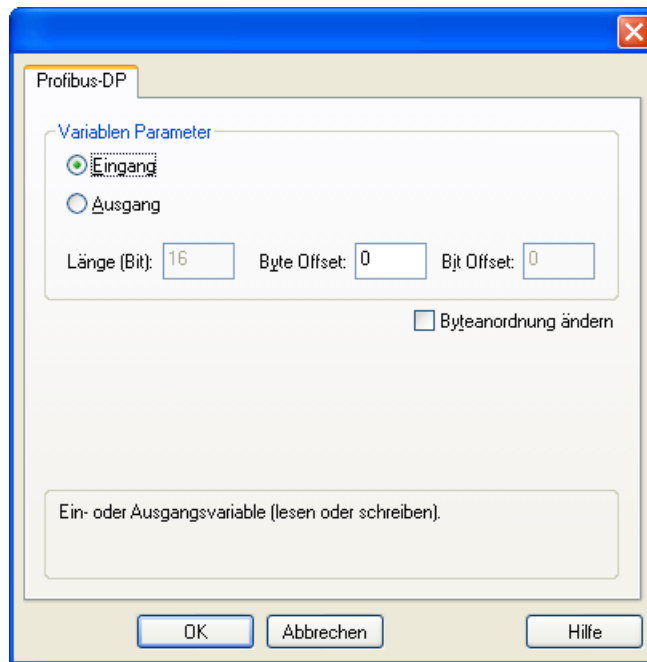 Profibus-DP
Variablen Parameter
Eingang
Ausgang
Länge (Bit): 16 Byte Offset: 0 Bit Offset: 0
Byteanordnung ändern
Ein- oder Ausgangsvariable (lesen oder schreiben).
OK Abbrechen Hilfe